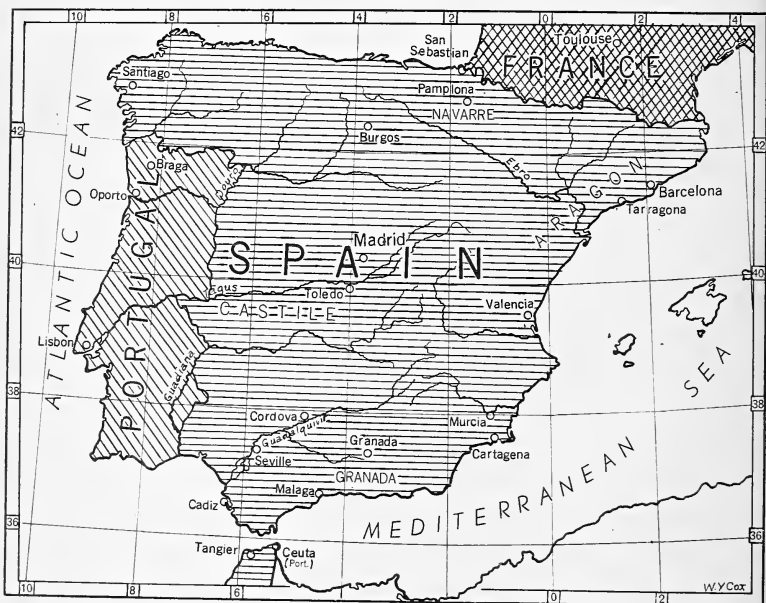 10
8
6
4
2
0
2
4
San
Sebastian
Toulouse
FRANCE
Santiago
Pamplona
NAVARRE
42
Burgos
42
Braga
Ebro
Oporto
Douro
Barcelona
ARAGON
Tarragona
ATLANTIC OCEAN
Madrid
SPAIN
40
40
PORTUGAL
Toledo
CASTILE
Valencia
Lisbon
SEA
38
Guadiana
38
Cordova
Murcia
Guadalquivir
Granada
Seville
Cartagena
GRANADA
Malaga
Cadiz
MEDITERRANEAN
36
36
Tangier
Ceuta
(Port.)
W.Y Cox
10
8
6
4
2
0
2